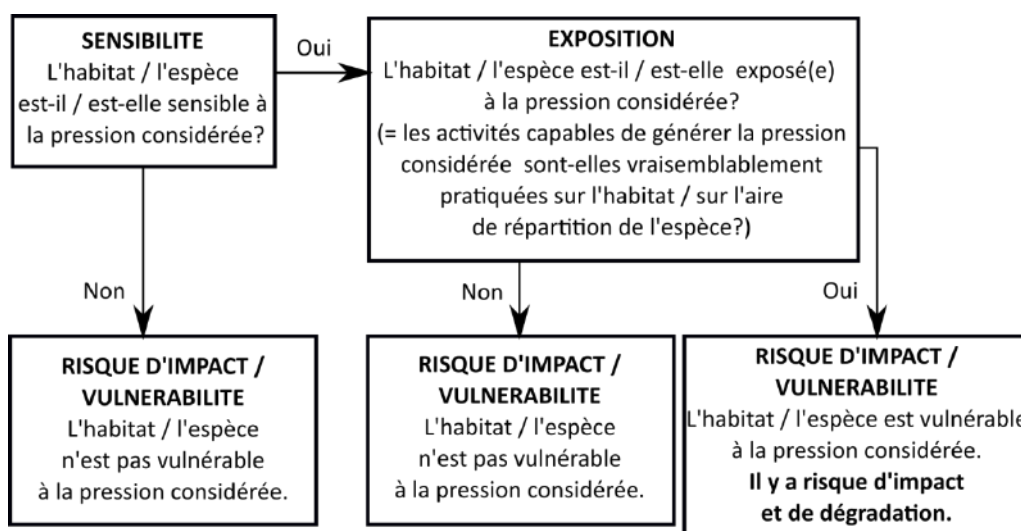 SENSIBILITE
L'habitat / l'espèce
est-il / est-elle sensible à
la pression considérée?
Oui
EXPOSITION
L'habitat / l'espèce est-il / est-elle exposé(e)
à la pression considérée?
(= les activités capables de générer la pression
considérée sont-elles vraisemblablement
pratiquées sur l'habitat / sur l'aire
de répartition de l'espèce?)
Non
Non
Oui
RISQUE D'IMPACT /
VULNERABILITE
L'habitat / l'espèce
n'est pas vulnérable
à la pression considérée.
RISQUE D'IMPACT /
VULNERABILITE
L'habitat / l'espèce
n'est pas vulnérable
à la pression considérée.
RISQUE D'IMPACT /
VULNERABILITE
L'habitat / l'espèce est vulnérable
à la pression considérée.
Il y a risque d'impact
et de dégradation.